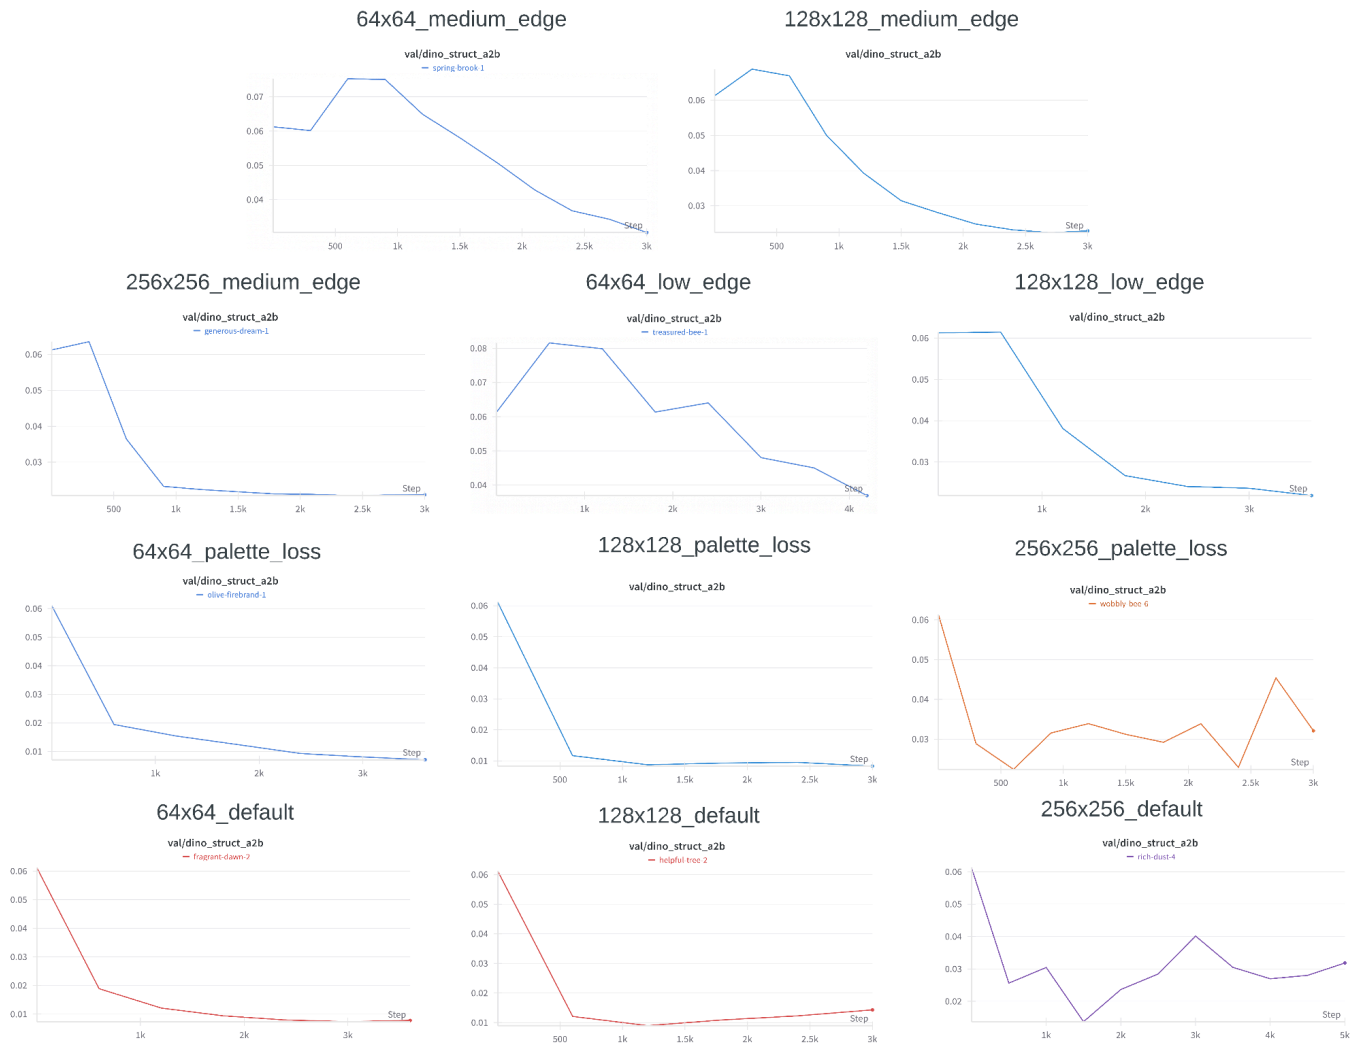 64x64_medium_edge
128x128_medium_edge
val/dino_struct_a2b
spring-brook-1
0.07
0.06
0.05
0.04
Step
500
1k
1.5k
2k
2.5k
3k
val/dino_struct_a2b
0.06
0.05
0.04
0.03
Step
500
1k
1.5k
2k
2.5k
3k
256x256_medium_edge
64x64_low_edge
128x128_low_edge
val/dino_struct_a2b
generous-dream-1
0.06
0.05
0.04
0.03
Step
500
1k
1.5k
2k
2.5k
3k
val/dino_struct_a2b
treasured-bee-1
0.08
0.07
0.06
0.05
0.04
Step
1k
2k
3k
4k
val/dino_struct_a2b
0.06
0.05
0.04
0.03
Step
1k
2k
3k
64x64_palette_loss
128x128_palette_loss
256x256_palette_loss
val/dino_struct_a2b
olive-firebrand-1
0.06
0.05
0.04
0.03
0.02
0.01
Step
1k
2k
3k
val/dino_struct_a2b
0.06
0.05
0.04
0.03
0.02
0.01
Step
500
1k
1.5k
2k
2.5k
3k
val/dino_struct_a2b
wobbly-bee-6
0.06
0.05
0.04
0.03
Step
500
1k
1.5k
2k
2.5k
3k
64x64_default
128x128_default
256x256_default
val/dino_struct_a2b
fragrant-dawn-2
0.06
0.05
0.04
0.03
0.02
0.01
Step
1k
2k
3k
val/dino_struct_a2b
helpful-tree-2
0.06
0.05
0.04
0.03
0.02
0.01
Step
500
1k
1.5k
2k
2.5k
3k
val/dino_struct_a2b
rich-dust-4
0.06
0.05
0.04
0.03
0.02
Step
1k
2k
3k
4k
5k